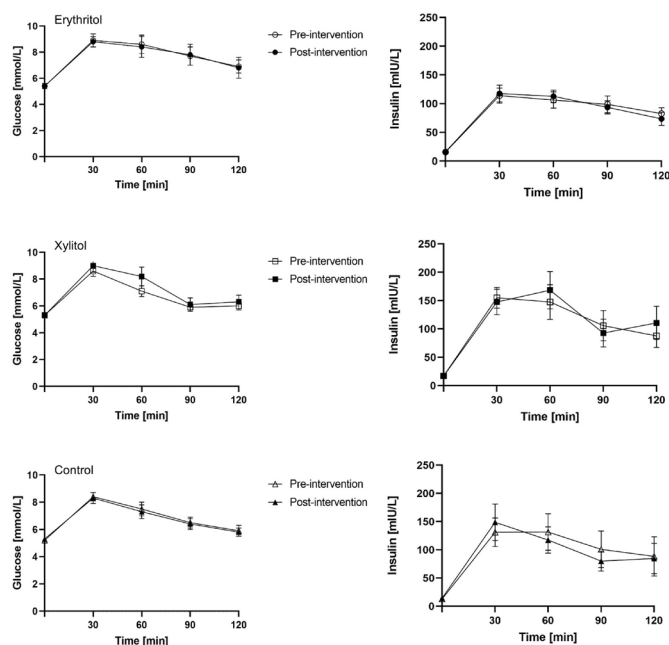 Erythritol
Glucose [mmol/L]
10
8
6
4
2
0
30 60 90 120
Time [min]
Pre-intervention
Post-intervention
Insulin [mIU/L]
250
200
150
100
50
0
30 60 90 120
Time [min]
Xylitol
Glucose [mmol/L]
10
8
6
4
2
0
30 60 90 120
Time [min]
Pre-intervention
Post-intervention
Insulin [mIU/L]
250
200
150
100
50
0
30 60 90 120
Time [min]
Control
Glucose [mmol/L]
10
8
6
4
2
0
30 60 90 120
Time [min]
Pre-intervention
Post-intervention
Insulin [mIU/L]
250
200
150
100
50
0
30 60 90 120
Time [min]